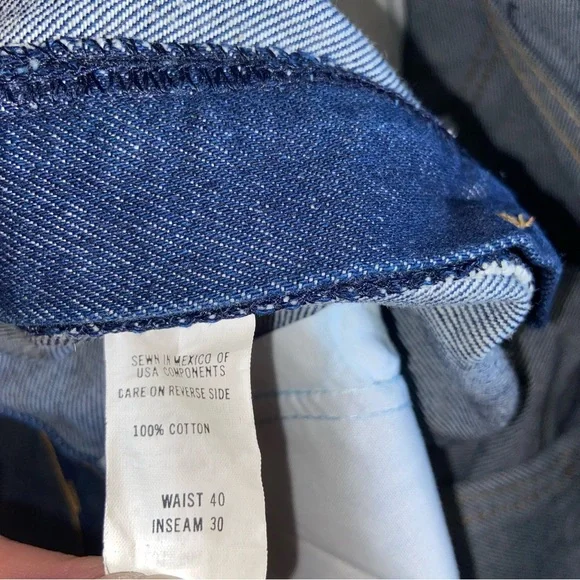 SEWN IN MEXICO OF
USA COMPONENTS
CARE ON REVERSE SIDE
100% COTTON
WAIST 40
INSEAM 30